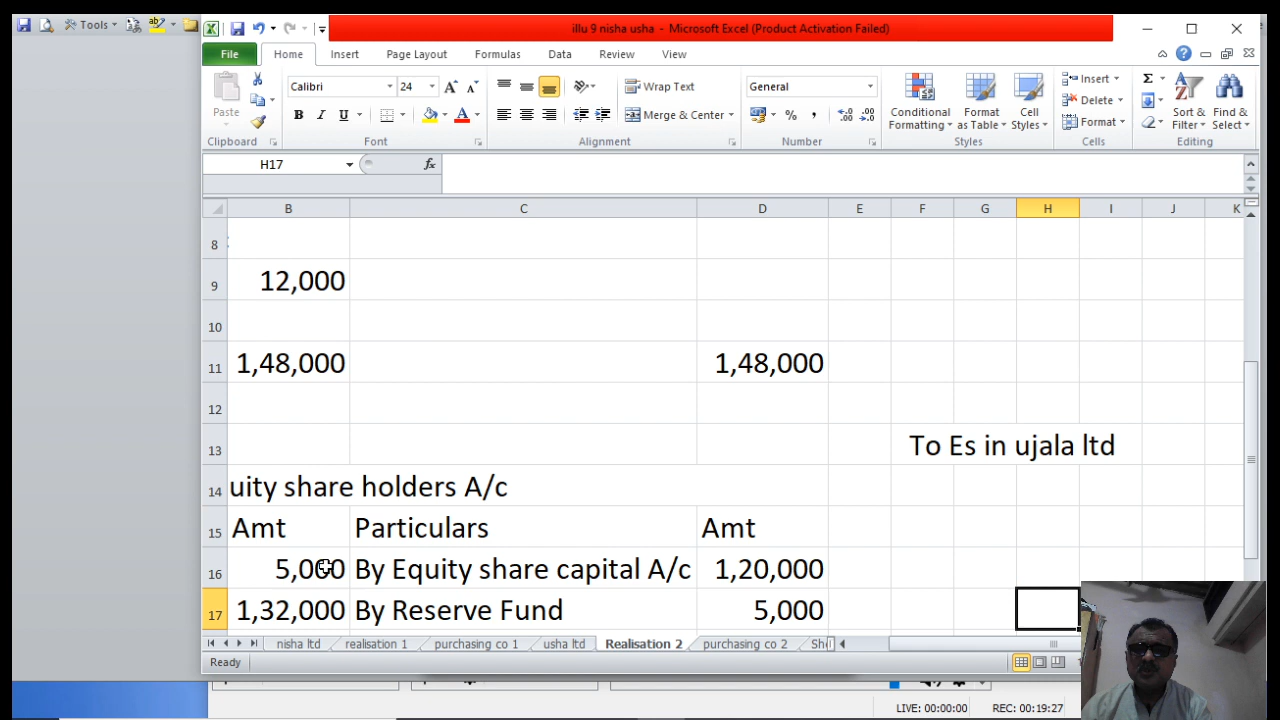 Tools
illu 9 nisha usha - Microsoft Excel (Product Activation Failed)
File Home Insert Page Layout Formulas Data Review View
Paste Calibri 24 Wrap Text General Conditional Formatting Format as Table Cell Styles Insert Delete Format Sort & Filter Find & Select
B I U Merge & Center
Clipboard Font Alignment Number Styles Cells Editing
H17 fx
B C D E F G H I J K
8
9 12,000
10
11 1,48,000 1,48,000
12
13 To Es in ujala ltd
14 uity share holders A/c
15 Amt Particulars Amt
16 5,000 By Equity share capital A/c 1,20,000
17 1,32,000 By Reserve Fund 5,000
nisha ltd realisation 1 purchasing co 1 usha ltd Realisation 2 purchasing co 2 Sh
Ready
LIVE: 00:00:00 REC: 00:19:27